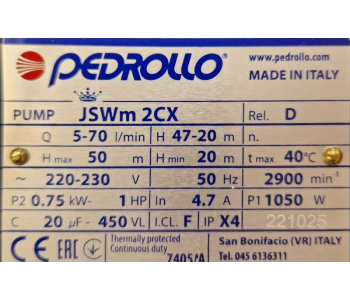 PEDROLLO
www.pedrollo.com
MADE IN ITALY
PUMP JSWm 2CX Rel. D
Q 5-70 l/min H 47-20 m n.
H max 50 m H min 20 m t max 40°C
~ 220-230 V 50 Hz 2900 min-1
P2 0.75 kW- 1 HP In 4.7 A P1 1050 W
C 20 µF - 450 VL I.CL. F IP X4 221025
CE EAC Thermally protected San Bonifacio (VR) ITALY
Continuous duty Tel. 045 6136311
7405/A